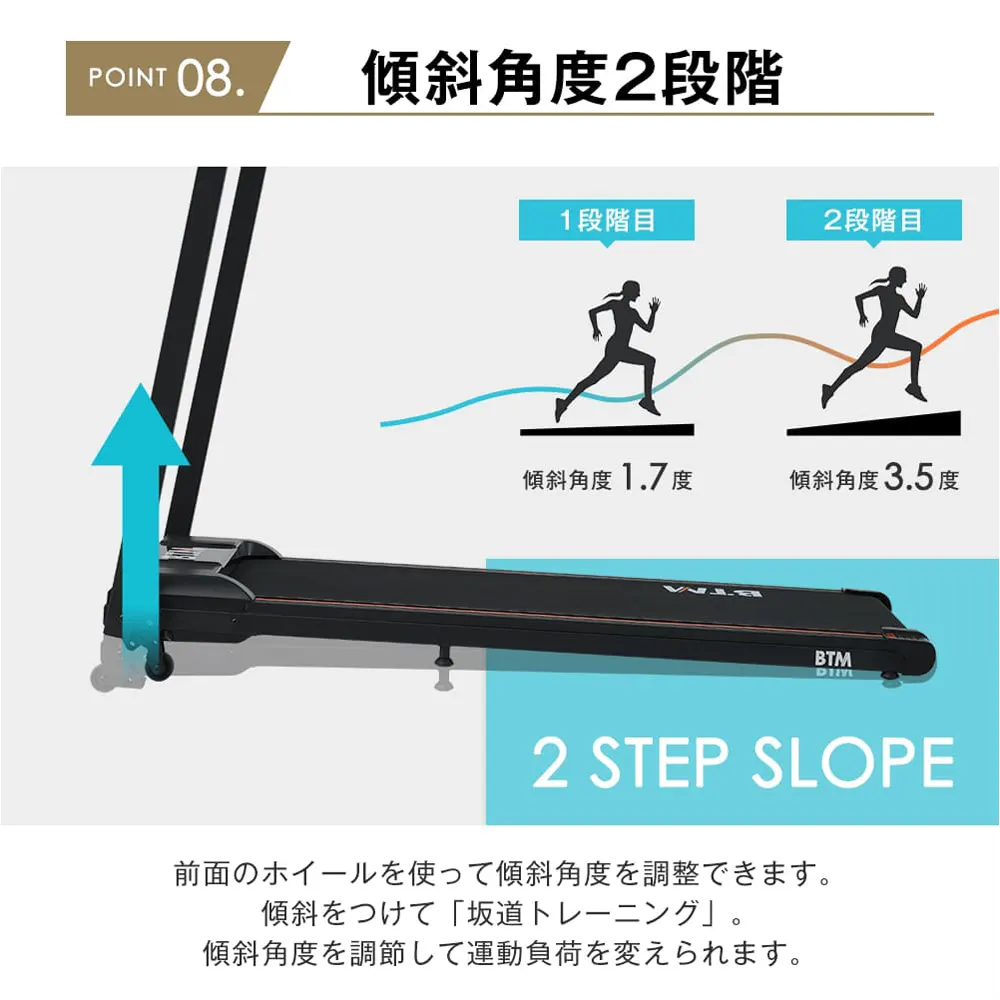 POINT 08.
傾斜角度2段階
1段階目
2段階目
傾斜角度1.7度
傾斜角度3.5度
BTM
BTM
2 STEP SLOPE
前面のホイールを使って傾斜角度を調整できます。
傾斜をつけて「坂道トレーニング」。
傾斜角度を調節して運動負荷を変えられます。